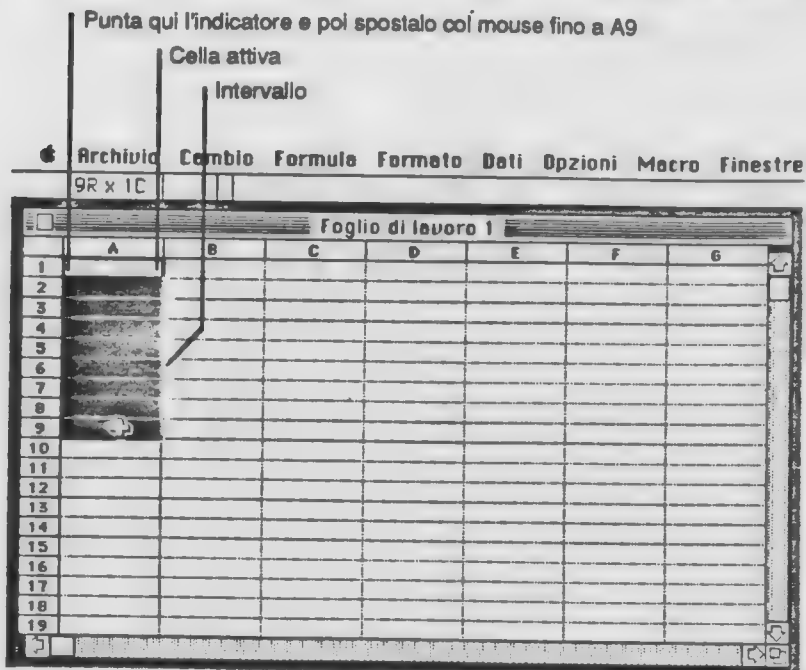 Punta qui l'indicatore e poi spostalo col mouse fino a A9
Cella attiva
Intervallo
Archivio Cambio Formula Formato Dati Opzioni Macro Finestre
9R x 1C
Foglio di lavoro 1
A B C D E F G
1
2
3
4
5
6
7
8
9
10
11
12
13
14
15
16
17
18
19